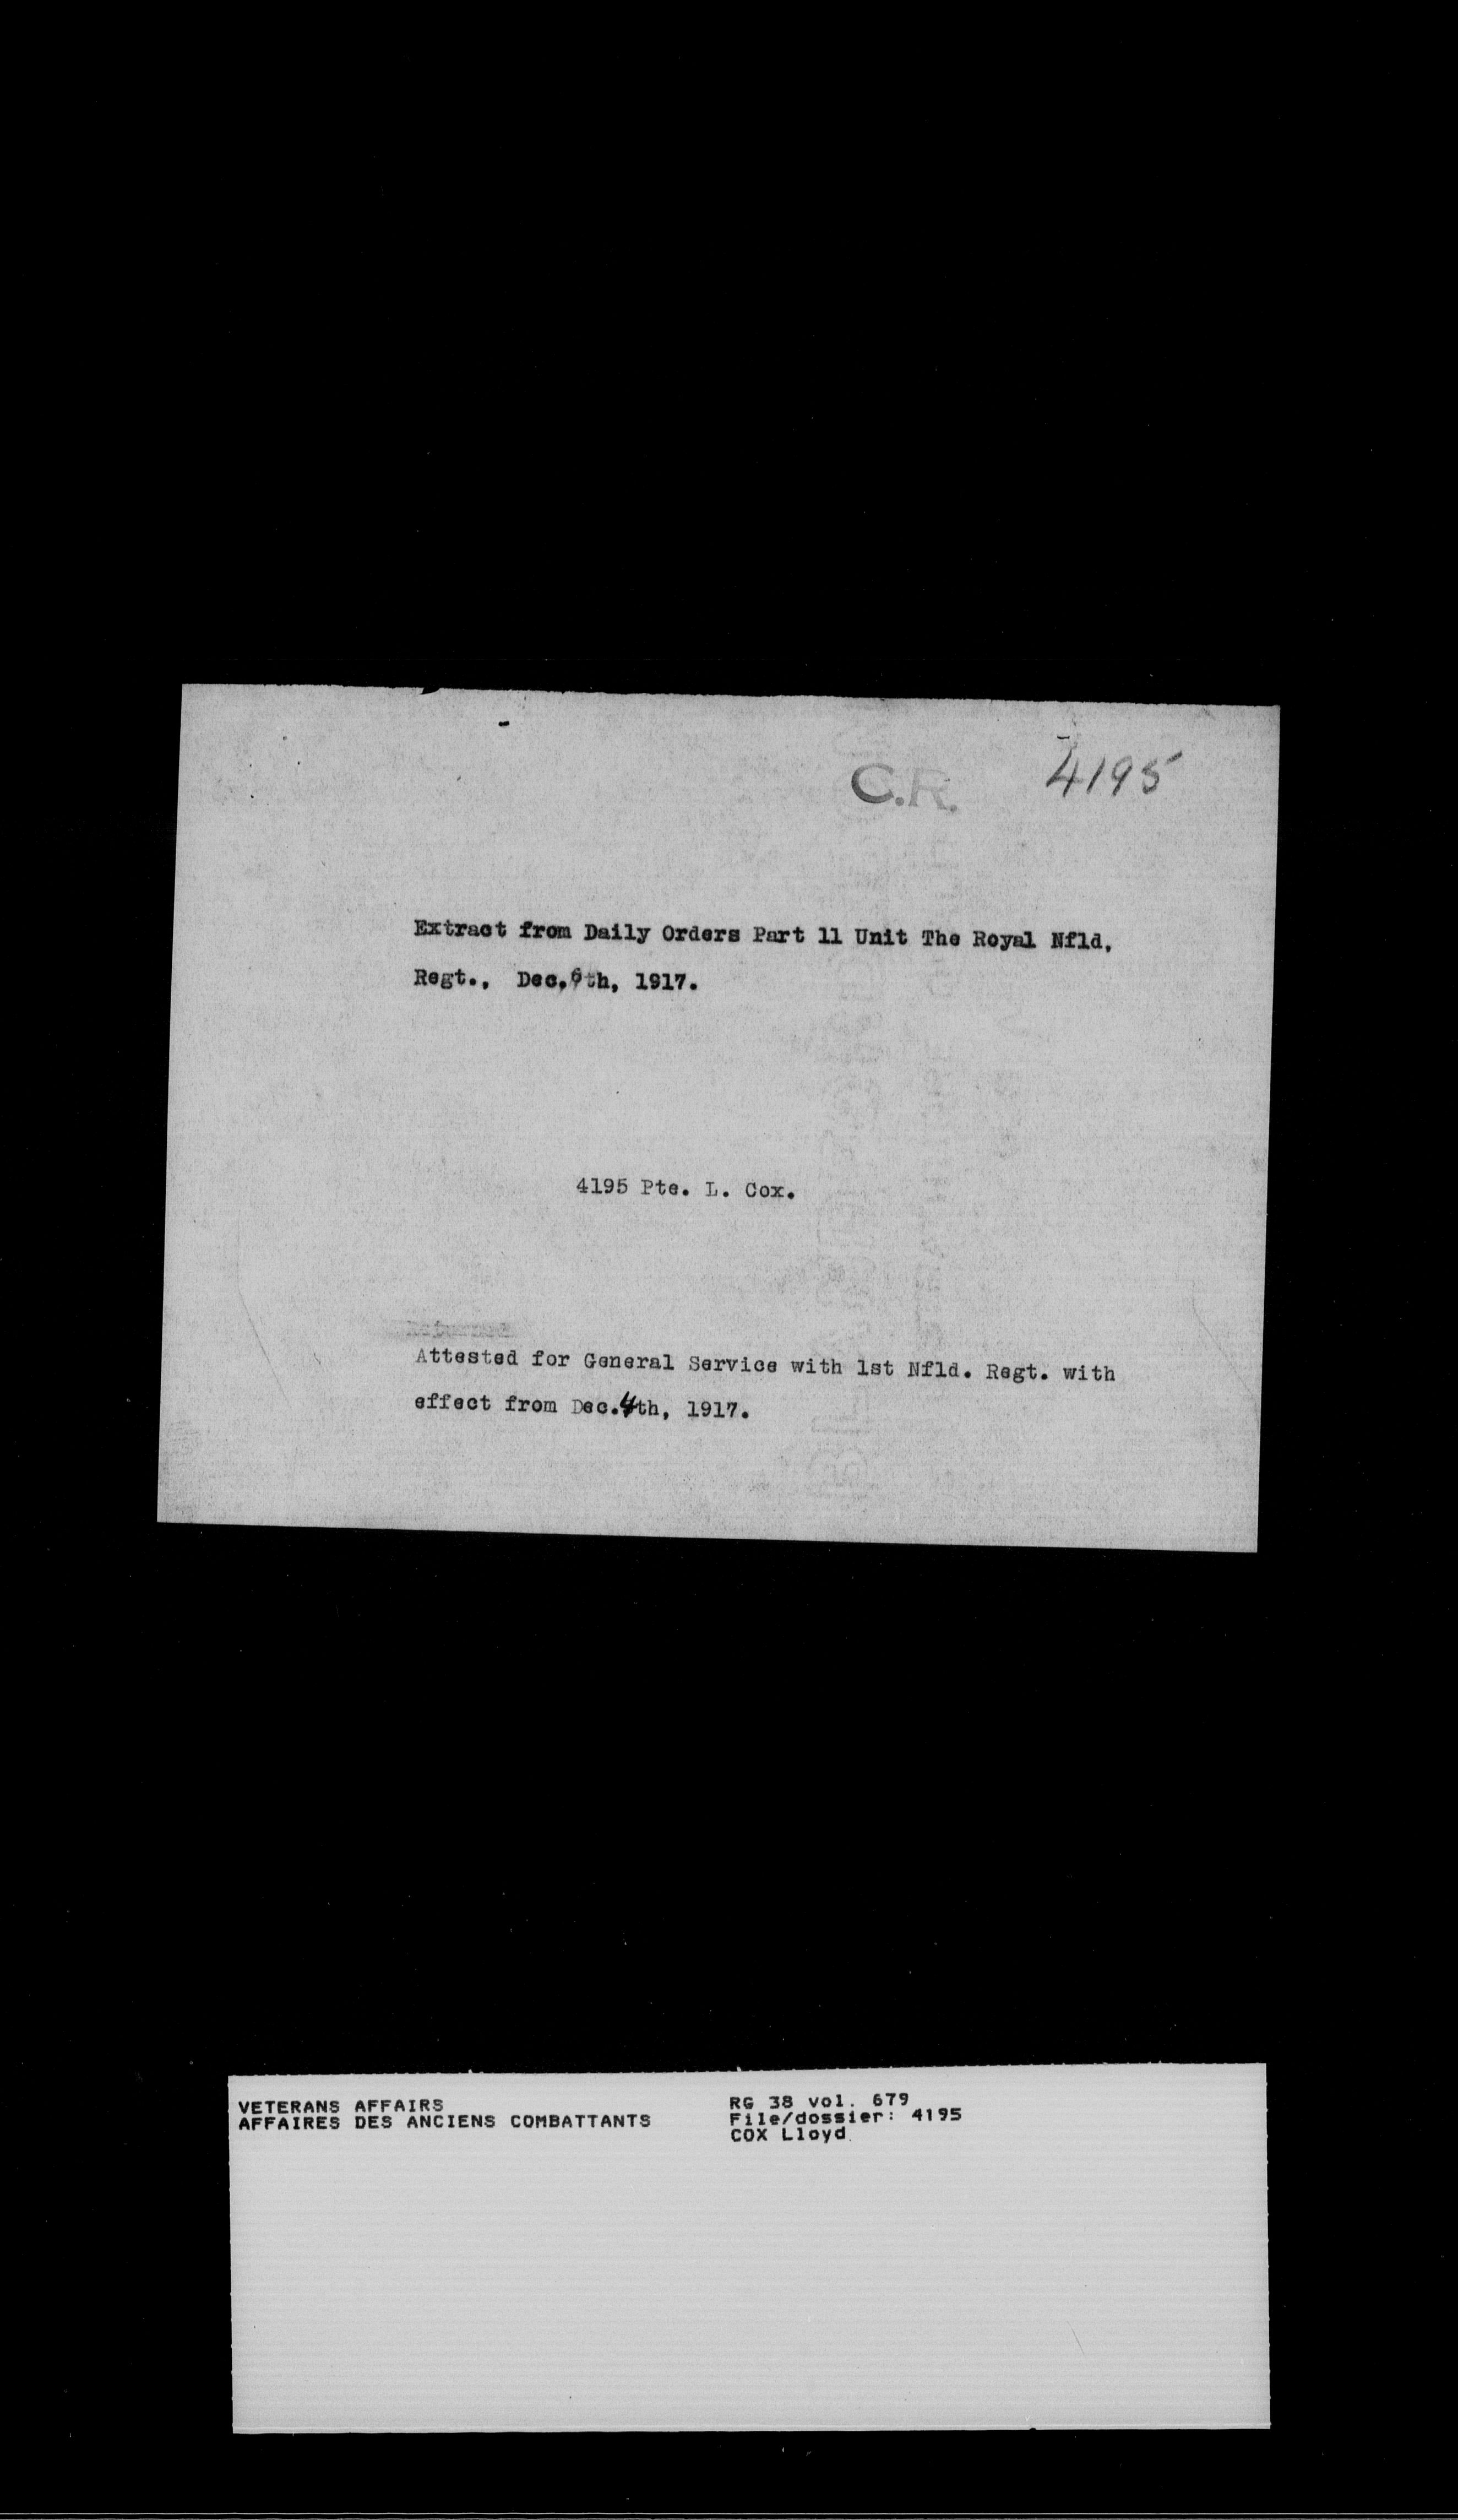 C.R. 4195
Extract from Daily Orders Part 11 Unit The Royal Nfld.
Regt., Dec.6th, 1917.
4195 Pte. L. Cox.
Attested for General Service with 1st Nfld. Regt. with
effect from Dec.4th, 1917.
VETERANS AFFAIRS
AFFAIRES DES ANCIENS COMBATTANTS
RG 38 vol. 679
File/dossier: 4195
COX Lloyd